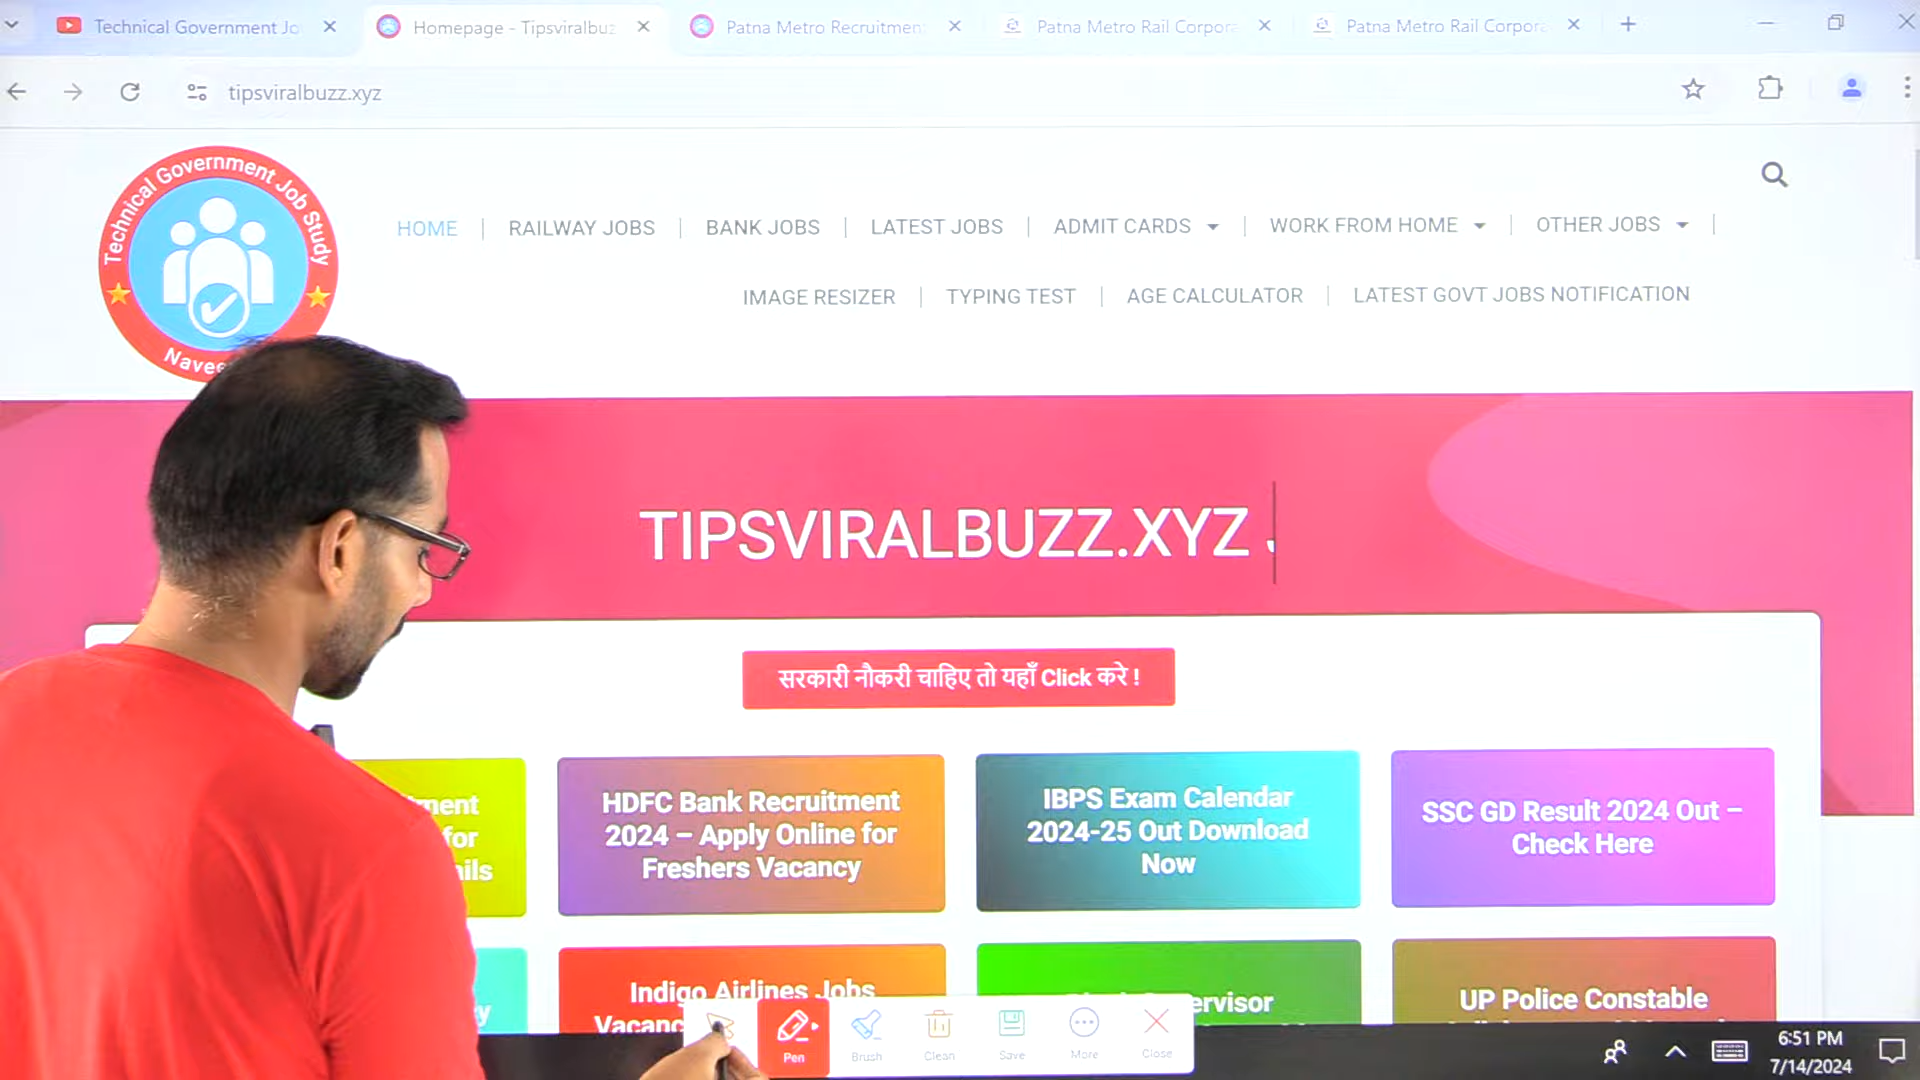 Technical Government Jo
Homepage - Tipsviralbuzz
Patna Metro Recruitmen
Patna Metro Rail Corpora
Patna Metro Rail Corpora
tipsviralbuzz.xyz
Technical Government Job Study
HOME
RAILWAY JOBS
BANK JOBS
LATEST JOBS
ADMIT CARDS
WORK FROM HOME
OTHER JOBS
IMAGE RESIZER
TYPING TEST
AGE CALCULATOR
LATEST GOVT JOBS NOTIFICATION
TIPSVIRALBUZZ.XYZ
सरकारी नौकरी चाहिए तो यहाँ Click करे !
HDFC Bank Recruitment
2024 – Apply Online for
Freshers Vacancy
IBPS Exam Calendar
2024-25 Out Download
Now
SSC GD Result 2024 Out –
Check Here
for
Indigo Airlines Jobs
UP Police Constable
Pen
Brush
Clean
Save
More
Close
6:51 PM
7/14/2024